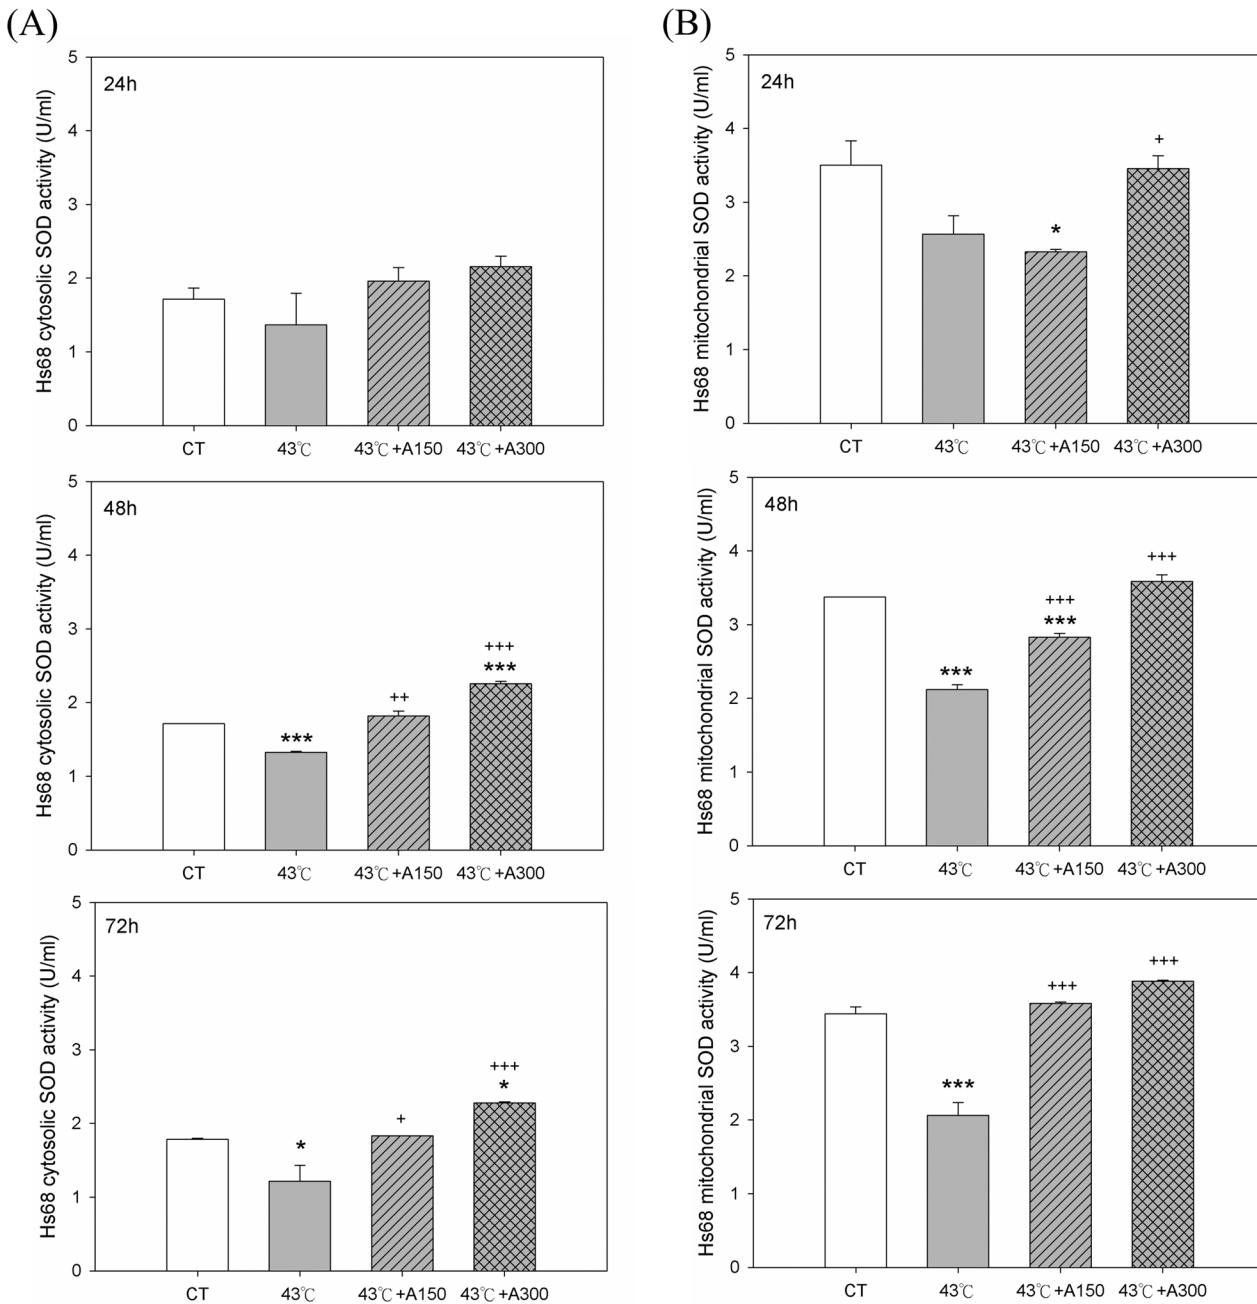 (A)
Hs68 cytosolic SOD activity (U/ml)
24h
5
4
3
2
1
0
CT 43℃ 43℃+A150 43℃+A300
Hs68 cytosolic SOD activity (U/ml)
48h
5
4
3
2
1
0
***
++
+++
***
CT 43℃ 43℃+A150 43℃+A300
Hs68 cytosolic SOD activity (U/ml)
72h
5
4
3
2
1
0
*
+
+++
*
CT 43℃ 43℃+A150 43℃+A300
(B)
Hs68 mitochondrial SOD activity (U/ml)
24h
5
4
3
2
1
0
*
+
CT 43℃ 43℃+A150 43℃+A300
Hs68 mitochondrial SOD activity (U/ml)
48h
5
4
3
2
1
0
***
+++
***
+++
CT 43℃ 43℃+A150 43℃+A300
Hs68 mitochondrial SOD activity (U/ml)
72h
5
4
3
2
1
0
***
+++
+++
CT 43℃ 43℃+A150 43℃+A300